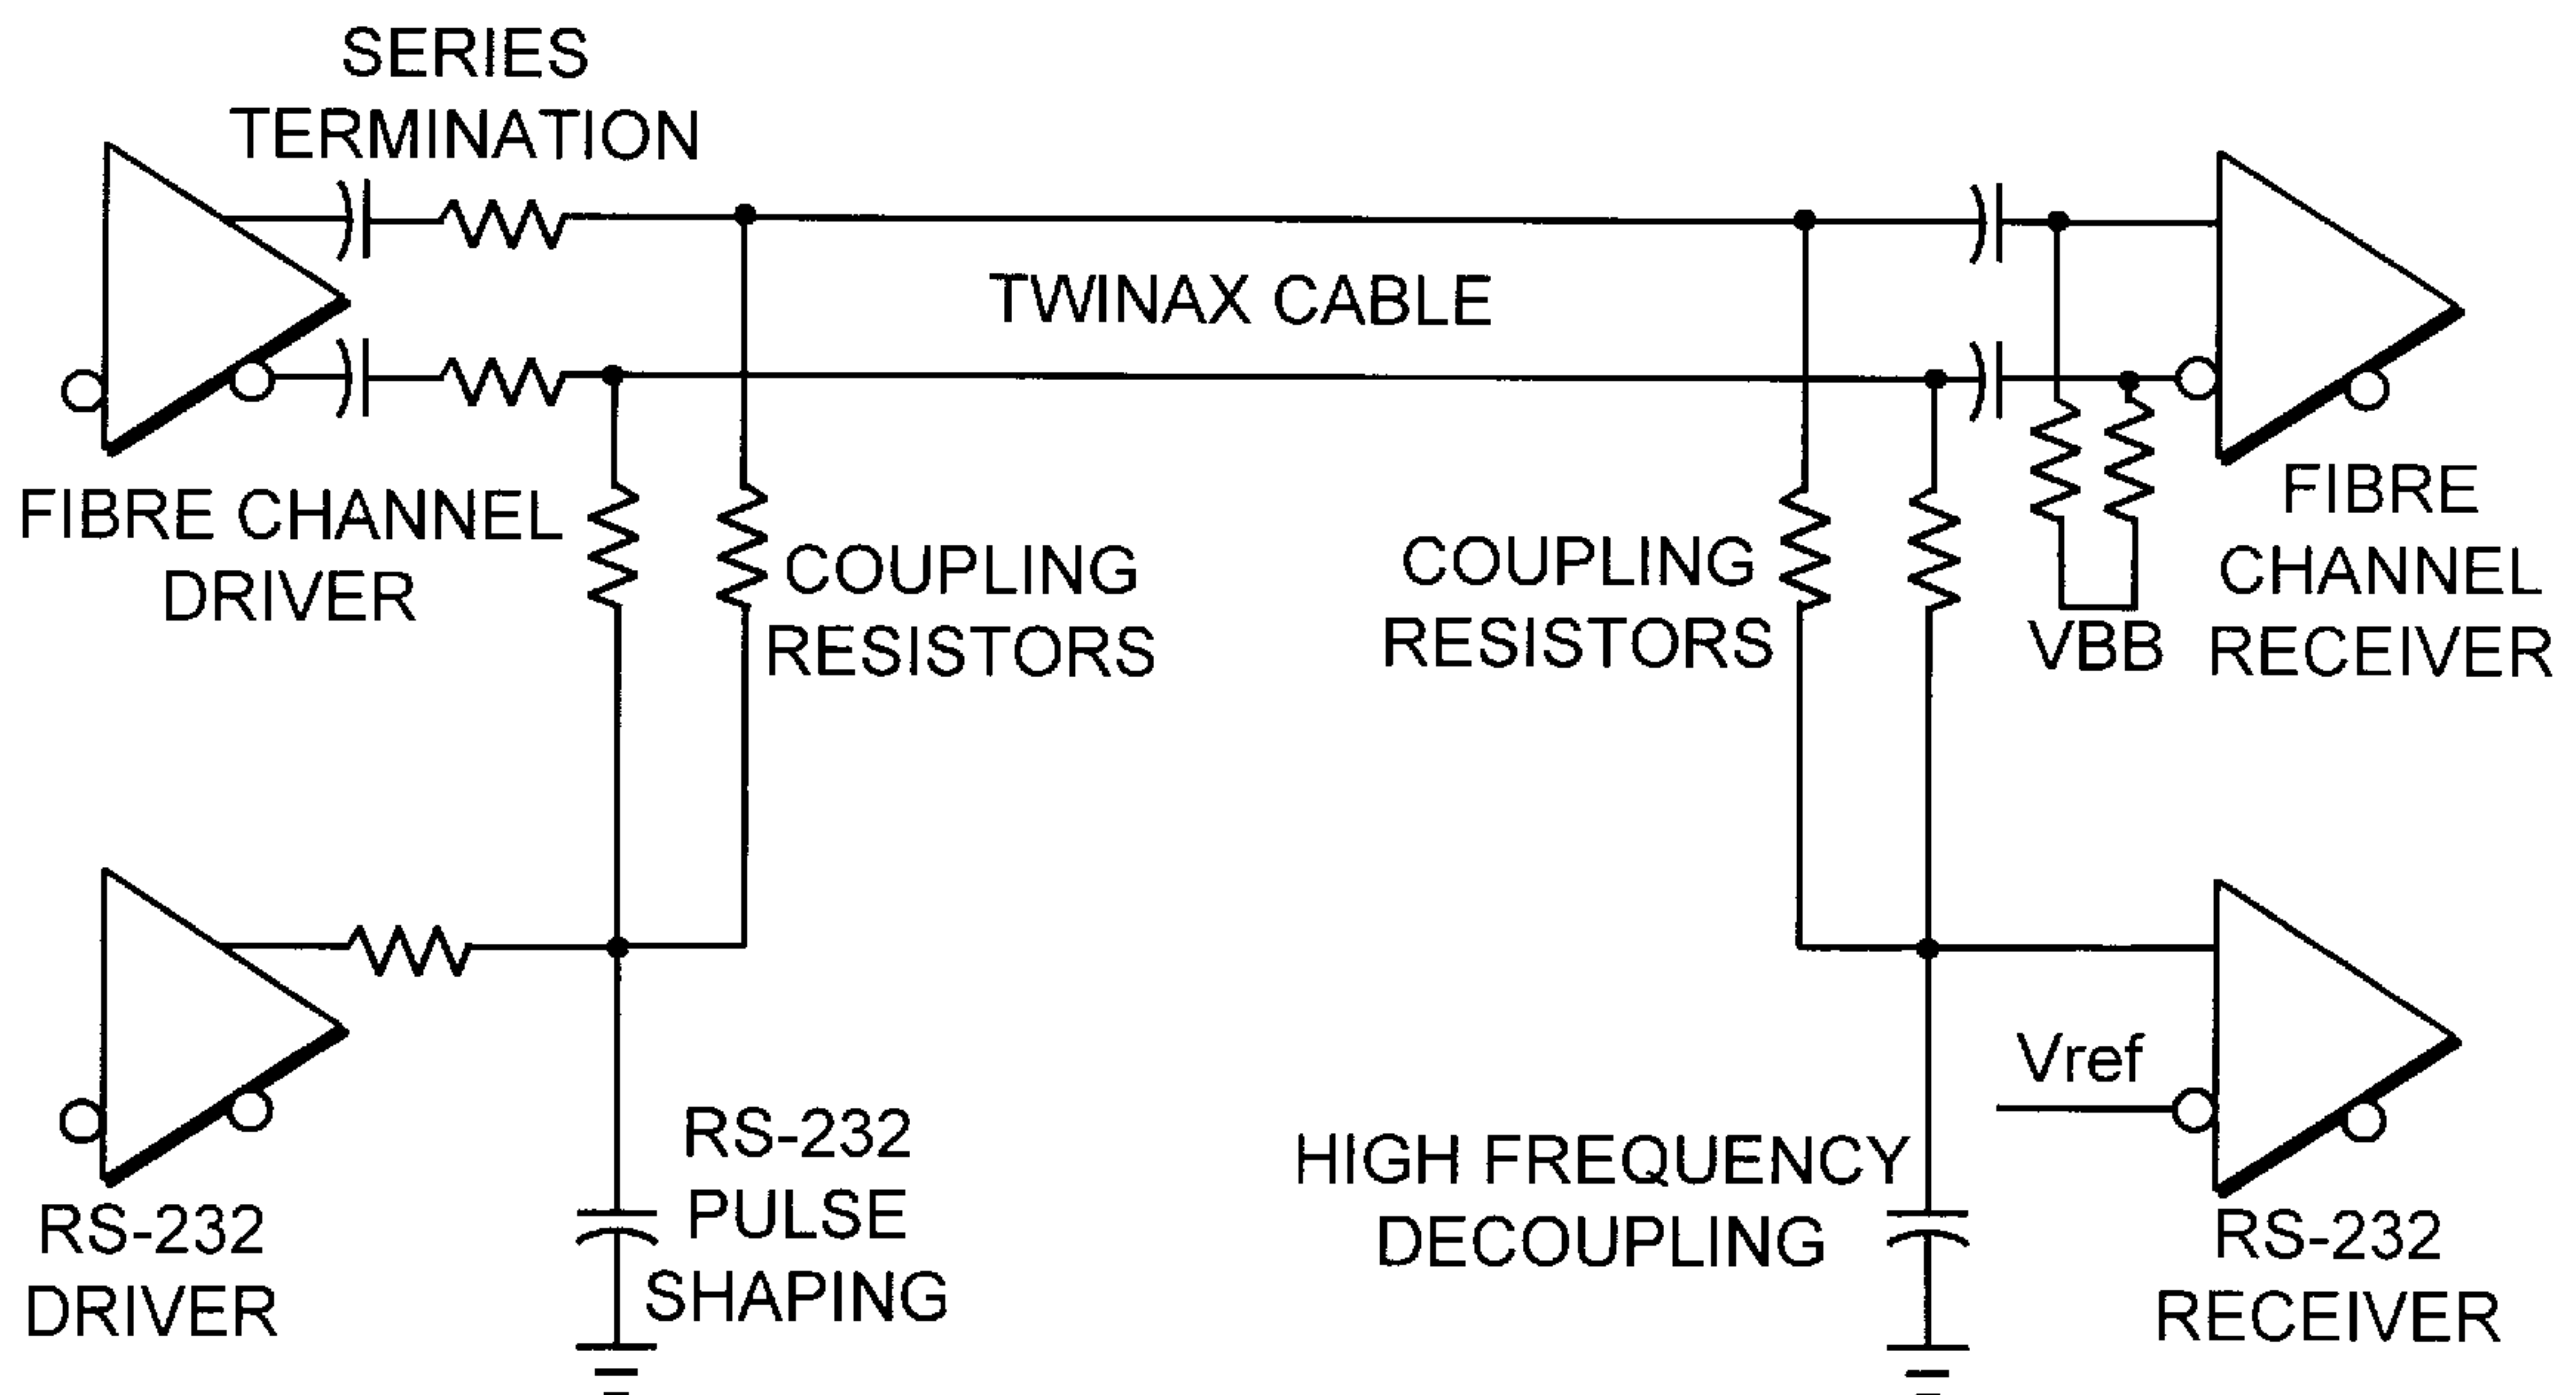 SERIES
TERMINATION
TWINAX CABLE
FIBRE CHANNEL
DRIVER
COUPLING
RESISTORS
COUPLING
RESISTORS
VBB
FIBRE
CHANNEL
RECEIVER
RS-232
DRIVER
RS-232
PULSE
SHAPING
HIGH FREQUENCY
DECOUPLING
Vref
RS-232
RECEIVER